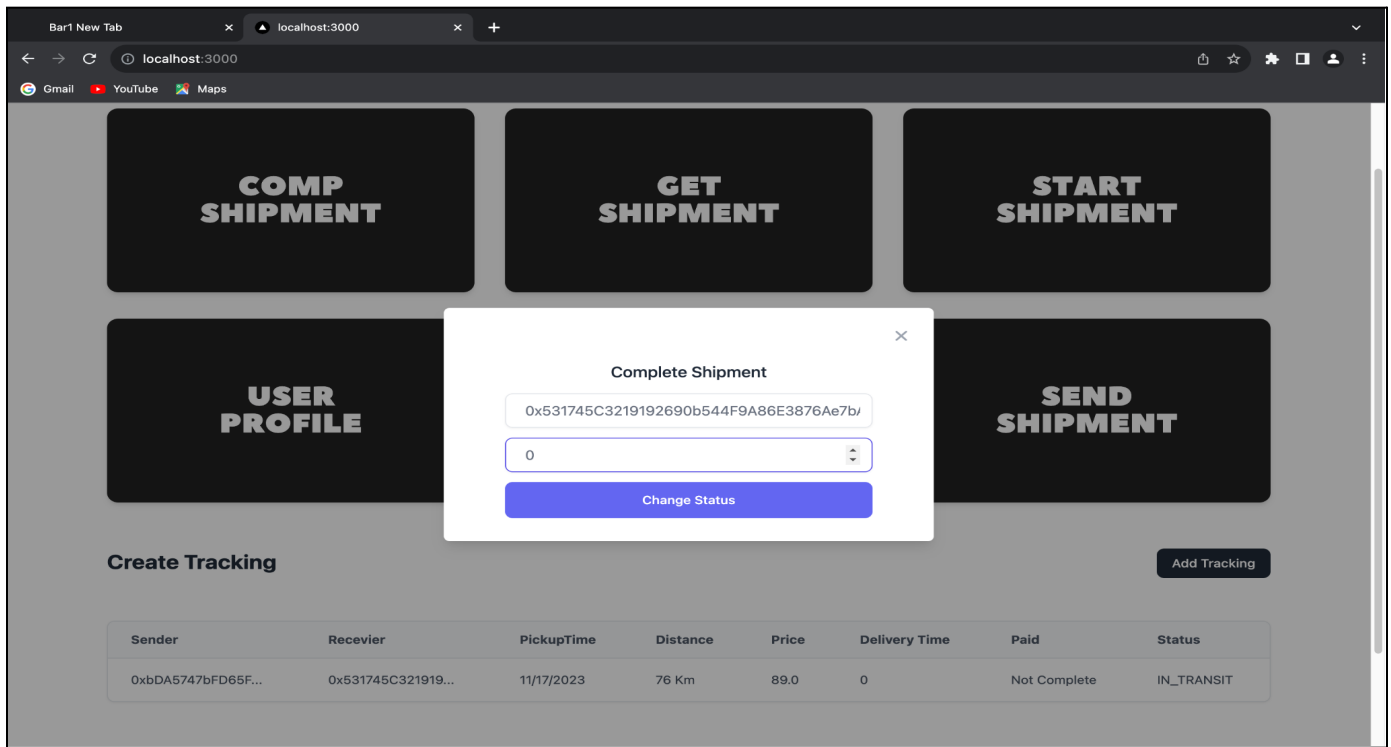 Bar1 New Tab
localhost:3000
localhost:3000
Gmail
YouTube
Maps
COMP
SHIPMENT
GET
SHIPMENT
START
SHIPMENT
USER
PROFILE
SEND
SHIPMENT
Complete Shipment
0x531745C3219192690b544F9A86E3876Ae7b
0
Change Status
Create Tracking
Add Tracking
Sender Recevier PickupTime Distance Price Delivery Time Paid Status
0xbDA5747bFD65F... 0x531745C321919... 11/17/2023 76 Km 89.0 0 Not Complete IN_TRANSIT